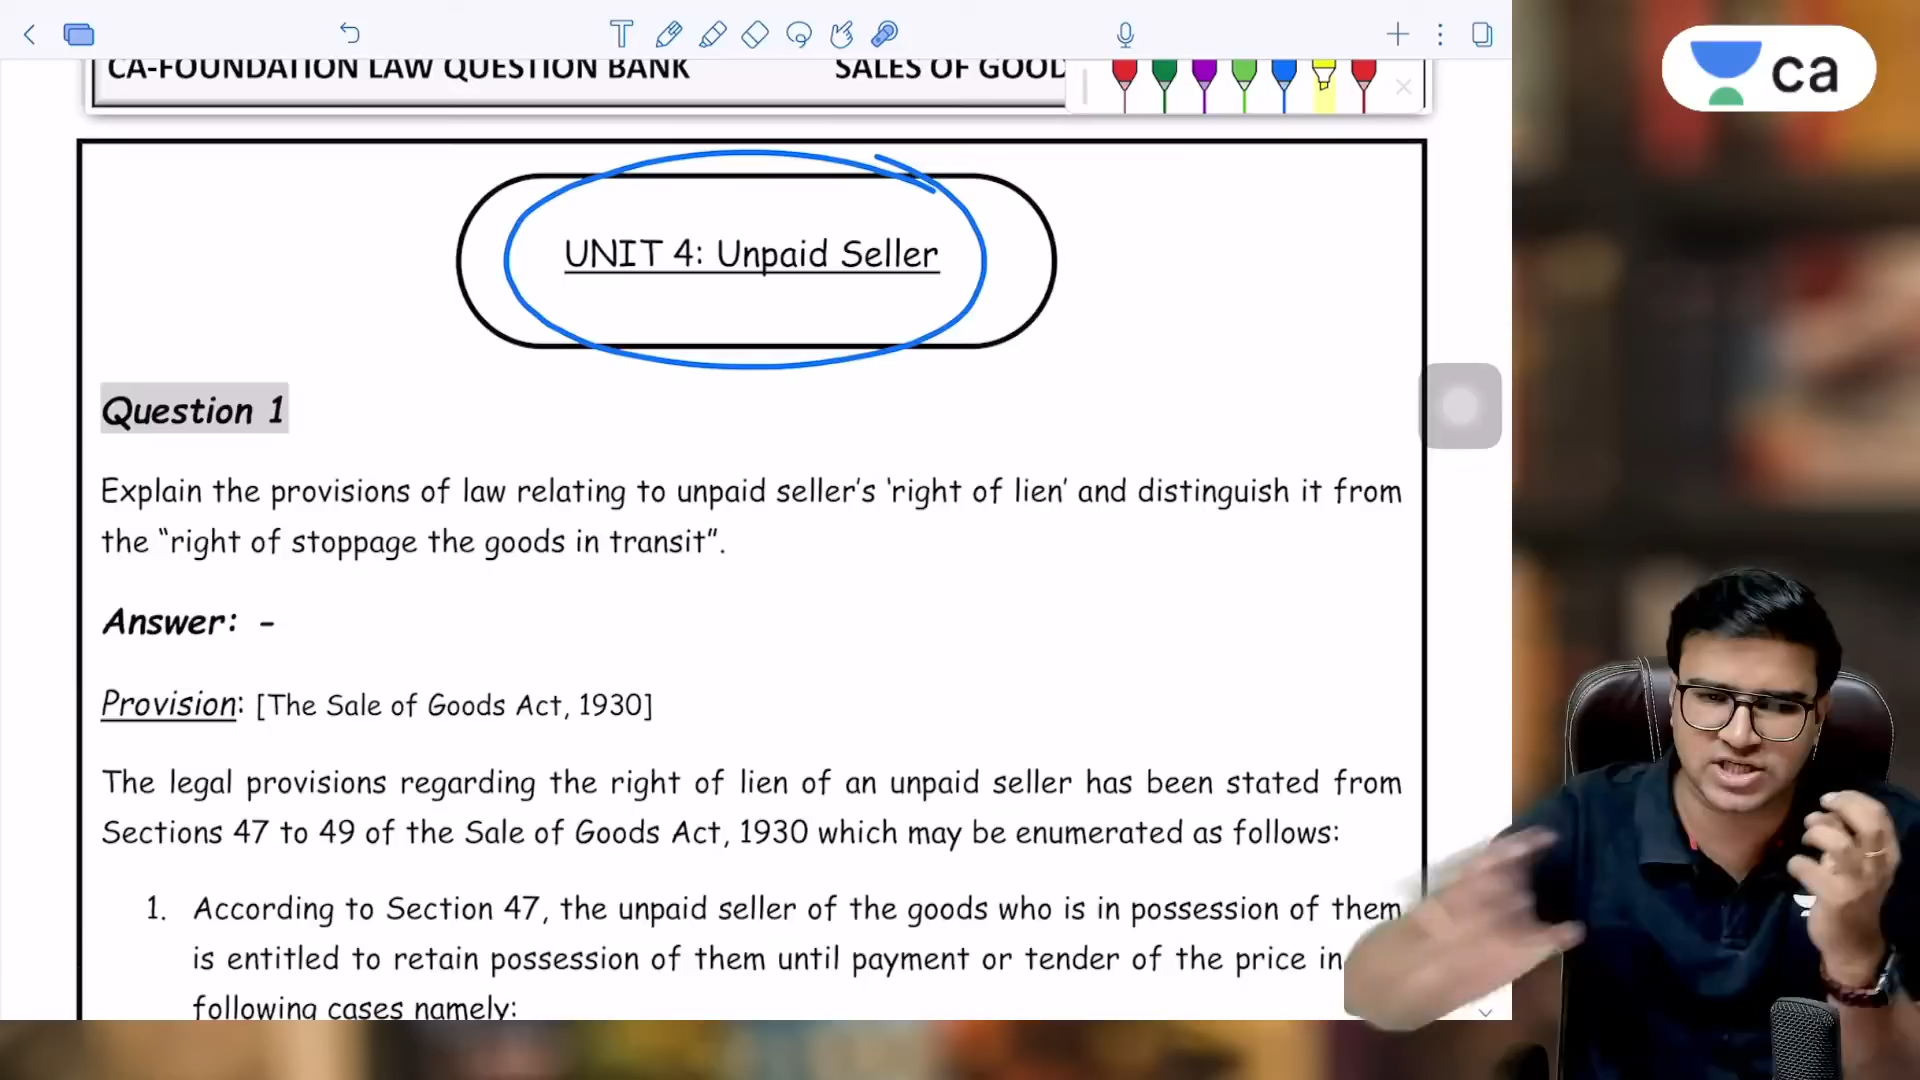 CA-FOUNDATION LAW QUESTION BANK SALES OF GOOD
ca
UNIT 4: Unpaid Seller
Question 1
Explain the provisions of law relating to unpaid seller's 'right of lien' and distinguish it from
the "right of stoppage the goods in transit".
Answer: -
Provision: [The Sale of Goods Act, 1930]
The legal provisions regarding the right of lien of an unpaid seller has been stated from
Sections 47 to 49 of the Sale of Goods Act, 1930 which may be enumerated as follows:
1. According to Section 47, the unpaid seller of the goods who is in possession of them
is entitled to retain possession of them until payment or tender of the price in
following cases namely: